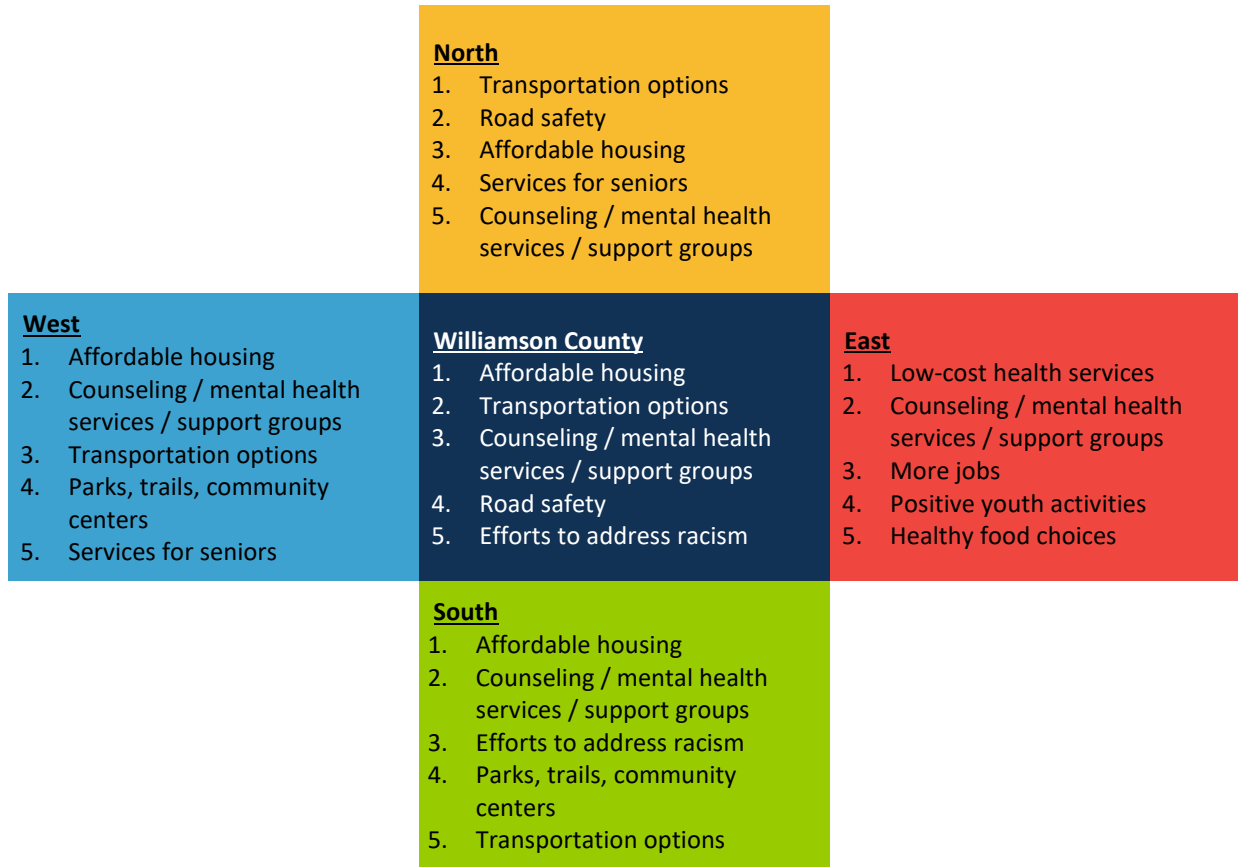 North
1. Transportation options
2. Road safety
3. Affordable housing
4. Services for seniors
5. Counseling / mental health
services / support groups
West
1. Affordable housing
2. Counseling / mental health
services / support groups
3. Transportation options
4. Parks, trails, community
centers
5. Services for seniors
Williamson County
1. Affordable housing
2. Transportation options
3. Counseling / mental health
services / support groups
4. Road safety
5. Efforts to address racism
East
1. Low-cost health services
2. Counseling / mental health
services / support groups
3. More jobs
4. Positive youth activities
5. Healthy food choices
South
1. Affordable housing
2. Counseling / mental health
services / support groups
3. Efforts to address racism
4. Parks, trails, community
centers
5. Transportation options